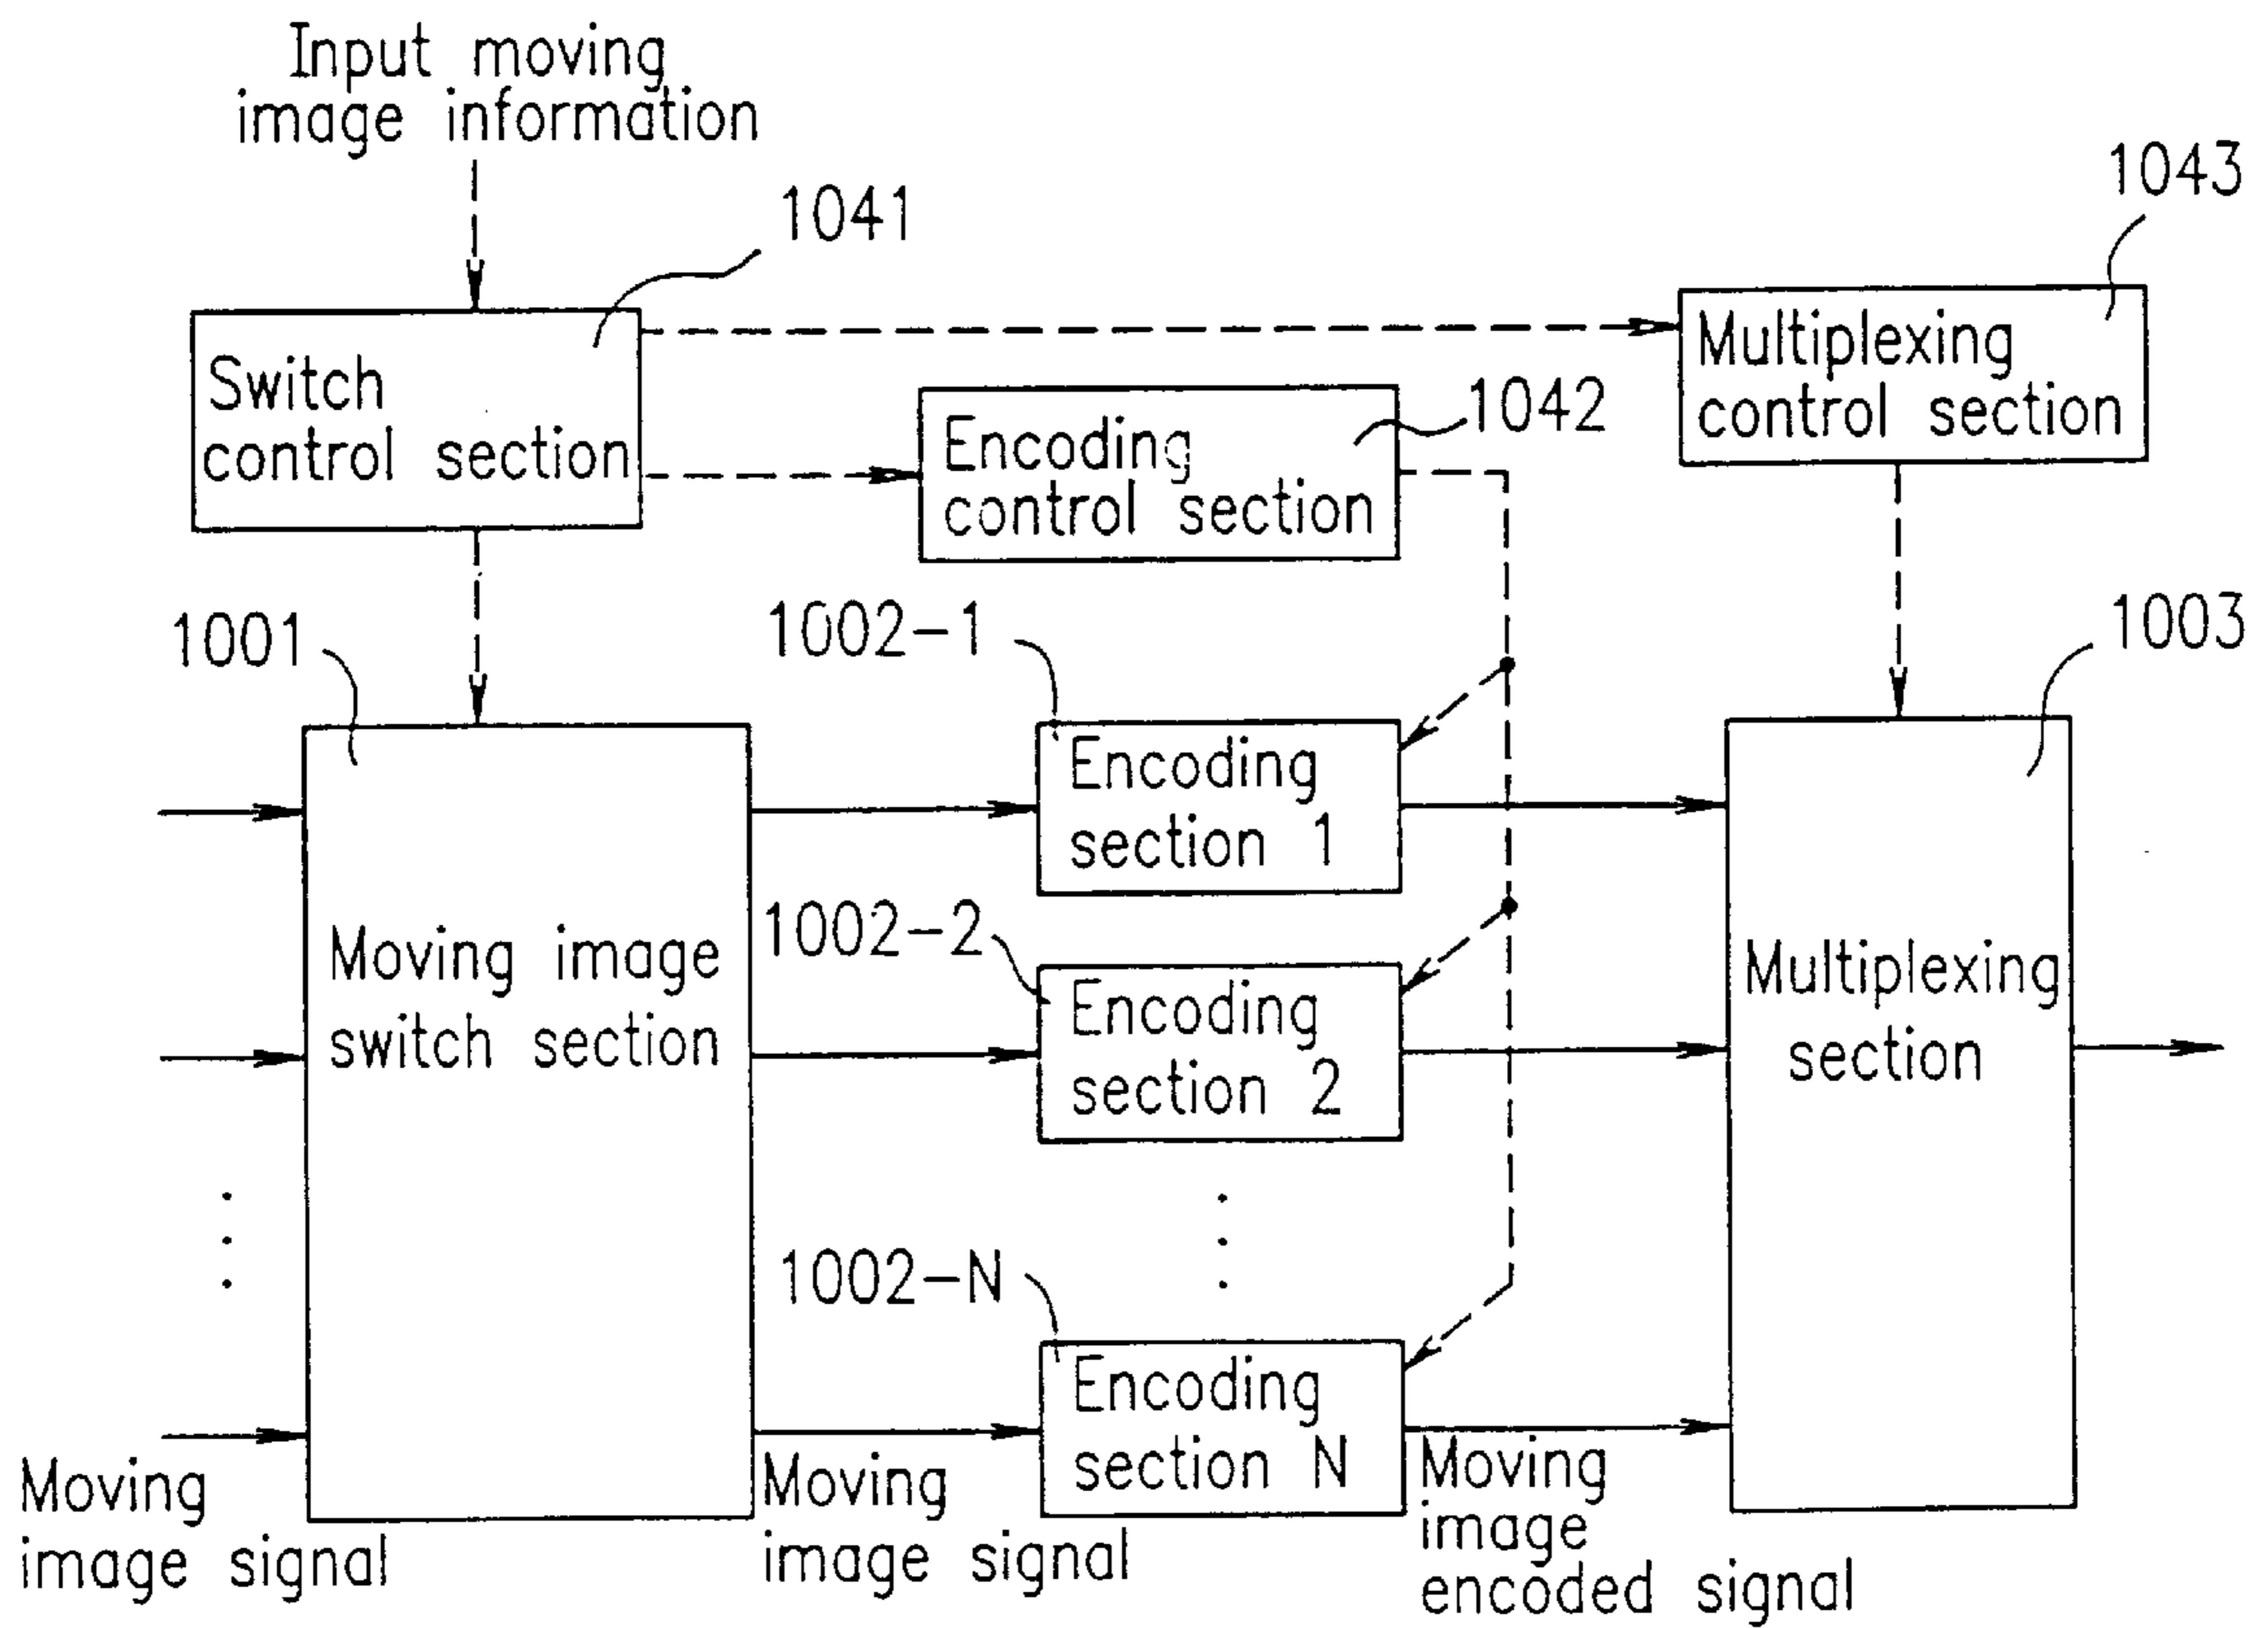 Input moving
image information
1041
1043
Switch
control section
Multiplexing
control section
1042
Encoding
control section
1001
1002-1
1003
Encoding
section 1
Moving image
switch section
1002-2
Encoding
section 2
Multiplexing
section
1002-N
Encoding
section N
Moving
image signal
Moving
image signal
Moving
image
encoded signal